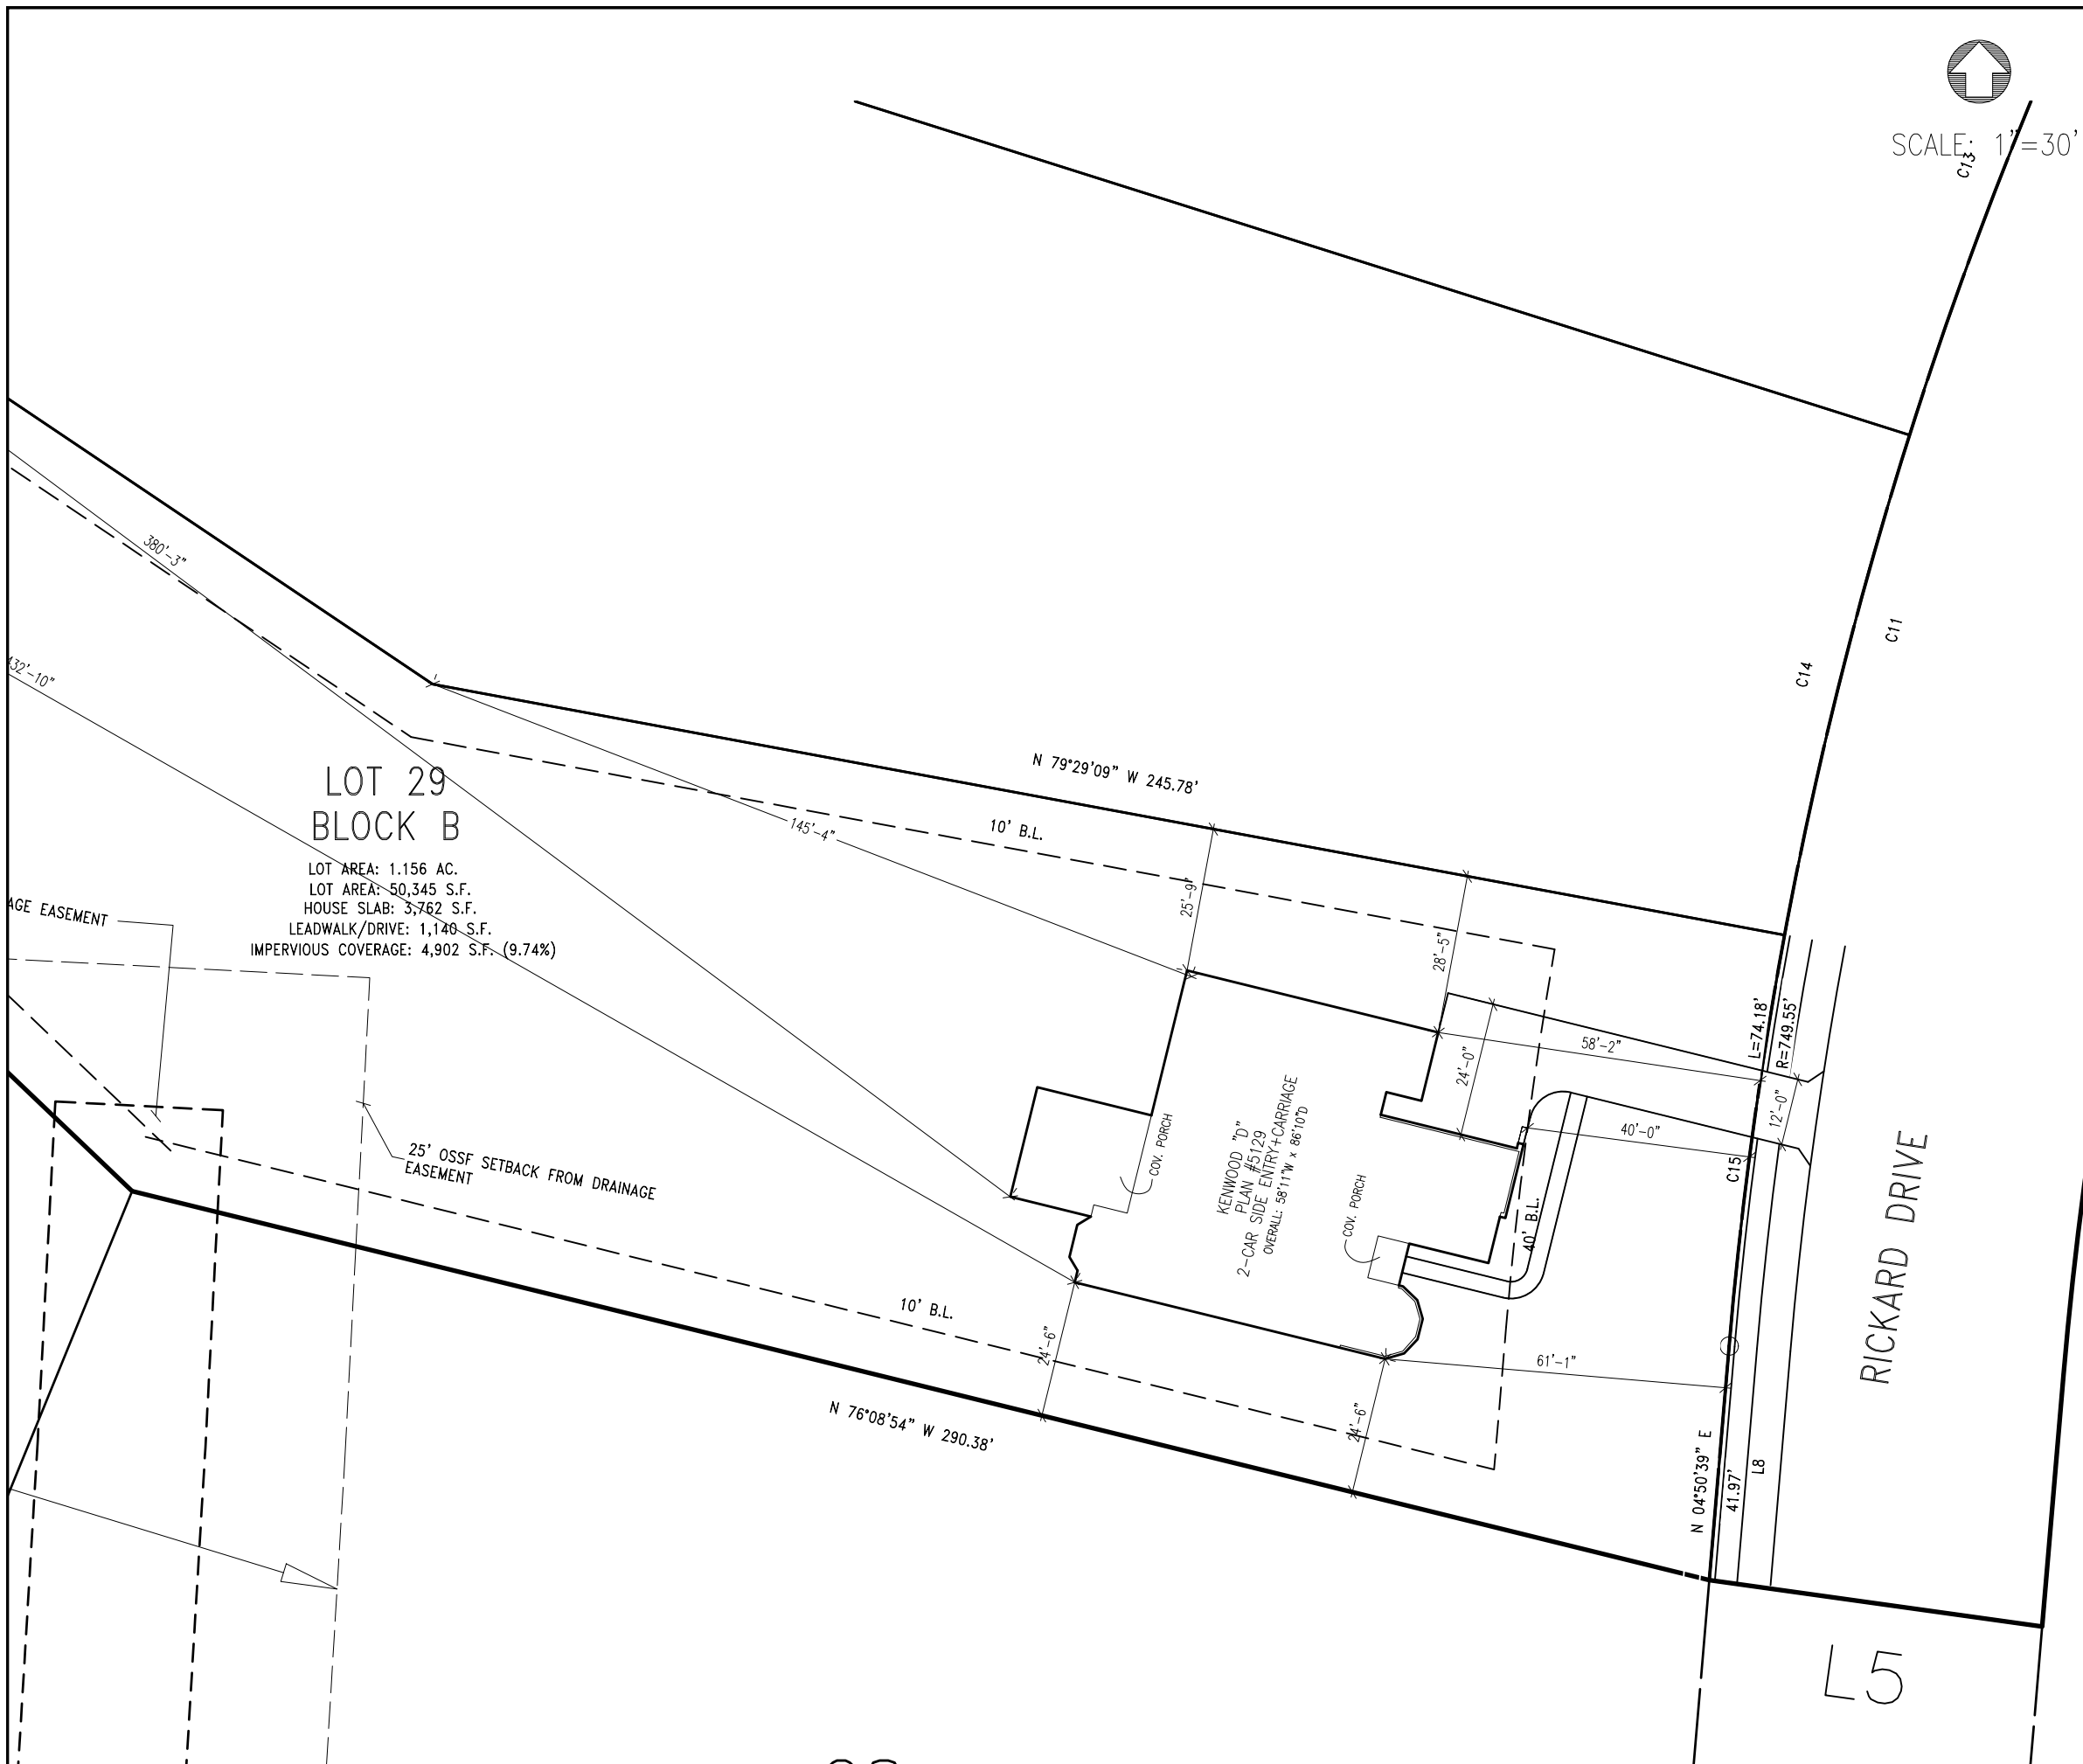 SCALE: 1"=30'
C13
C11
C14
380'-3"
432'-10"
LOT 29
BLOCK B
LOT AREA: 1.156 AC.
LOT AREA: 50,345 S.F.
HOUSE SLAB: 3,762 S.F.
LEADWALK/DRIVE: 1,140 S.F.
IMPERVIOUS COVERAGE: 4,902 S.F. (9.74%)
N 79°29'09" W 245.78'
10' B.L.
145'-4"
25'-9"
28'-5"
AGE EASEMENT
L=74.18'
R=749.55'
58'-2"
24'-0"
12'-0"
40'-0"
C15
COV. PORCH
25' OSSF SETBACK FROM DRAINAGE
EASEMENT
KENWOOD "D"
PLAN #5129
2-CAR SIDE ENTRY+CARRIAGE
OVERALL: 58'11"W x 86'10"D
COV. PORCH
40' B.L.
RICKARD DRIVE
10' B.L.
24'-6"
61'-1"
24'-6"
N 76°08'54" W 290.38'
N 04°50'39" E
41.97'
L8
L5